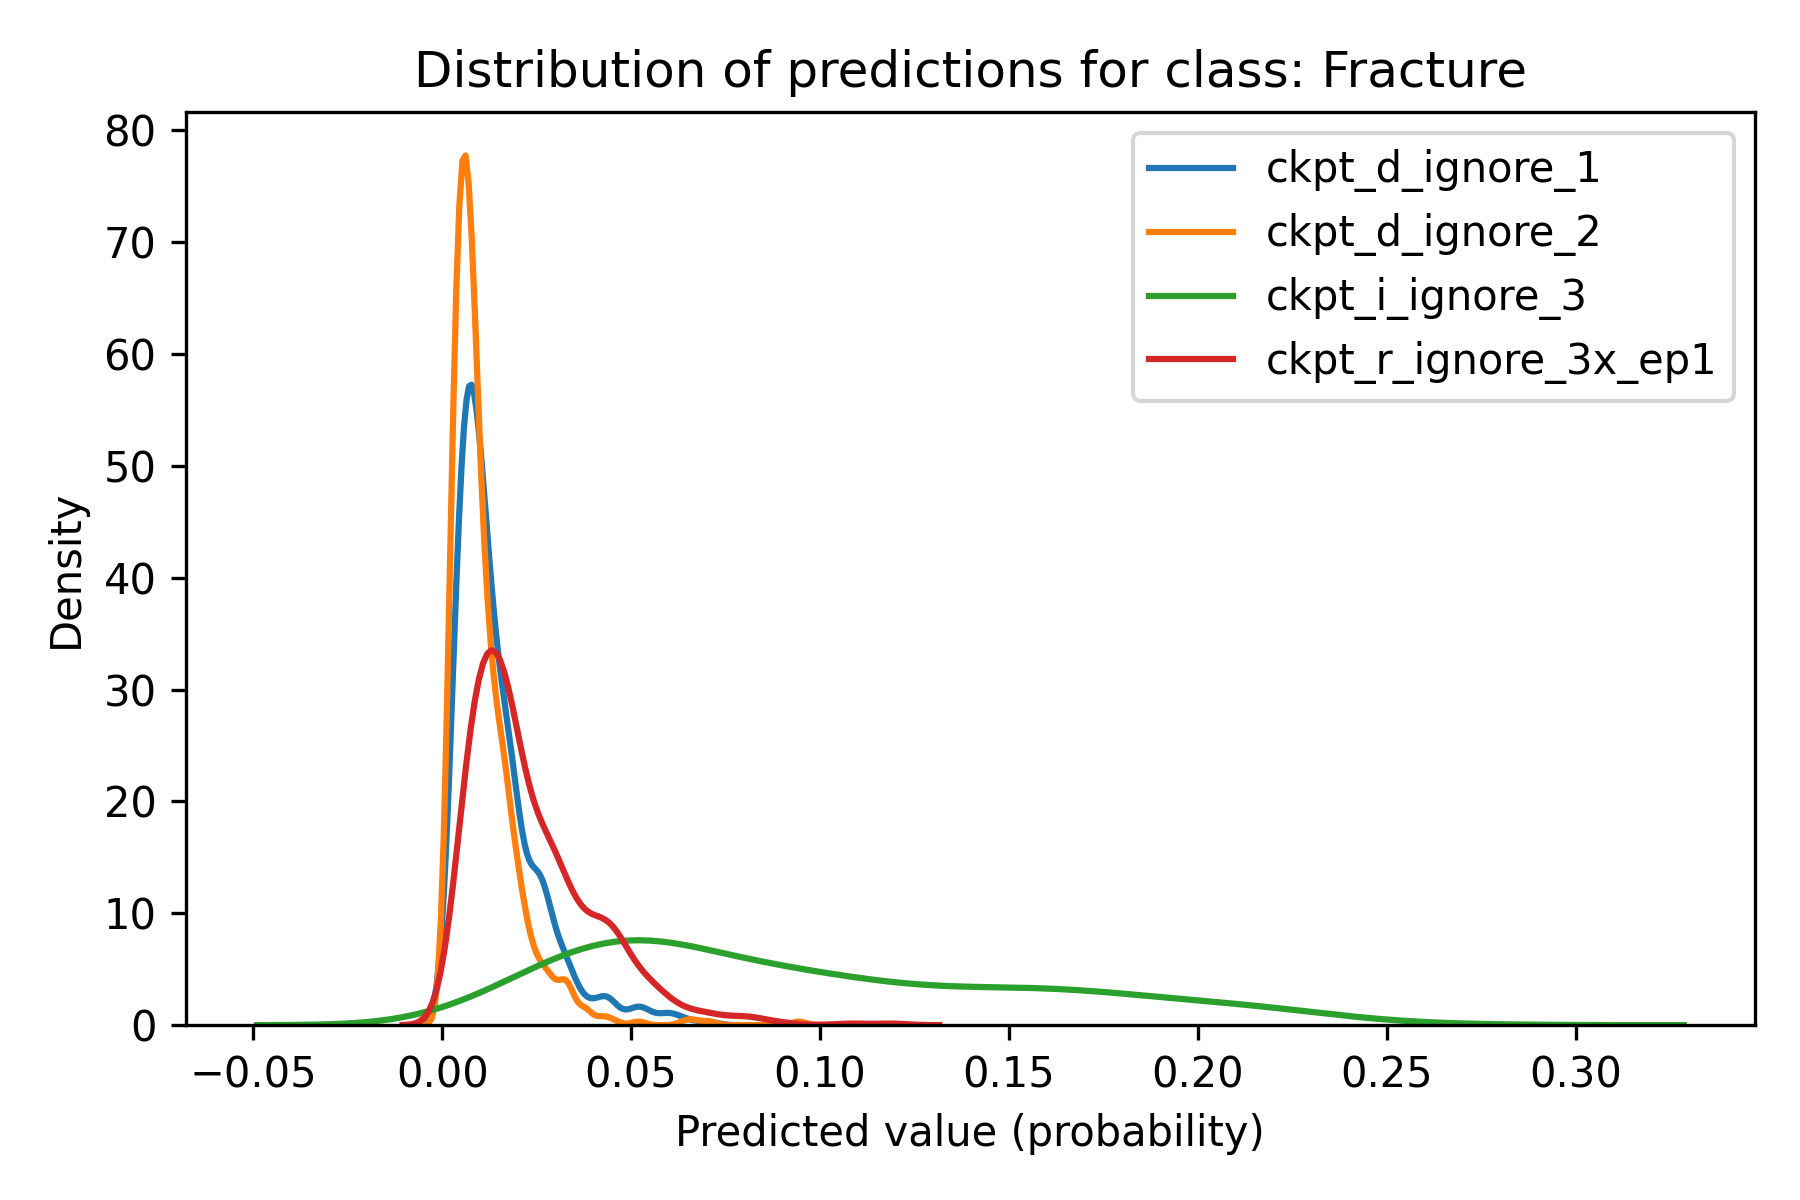 Distribution of predictions for class: Fracture
80
70
60
50
40
30
20
10
0
Density
ckpt_d_ignore_1
ckpt_d_ignore_2
ckpt_i_ignore_3
ckpt_r_ignore_3x_ep1
−0.05 0.00 0.05 0.10 0.15 0.20 0.25 0.30
Predicted value (probability)